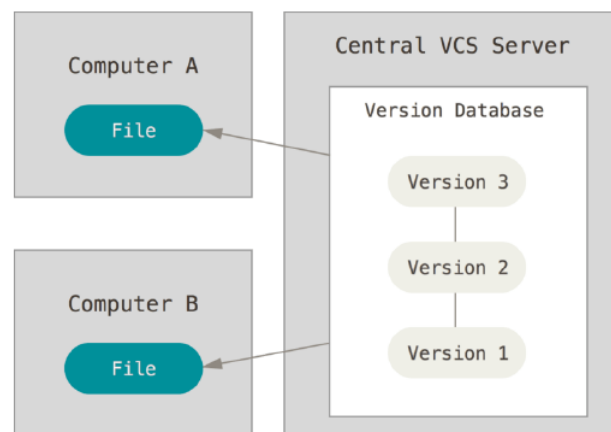 Computer A
File
Computer B
File
Central VCS Server
Version Database
Version 3
Version 2
Version 1